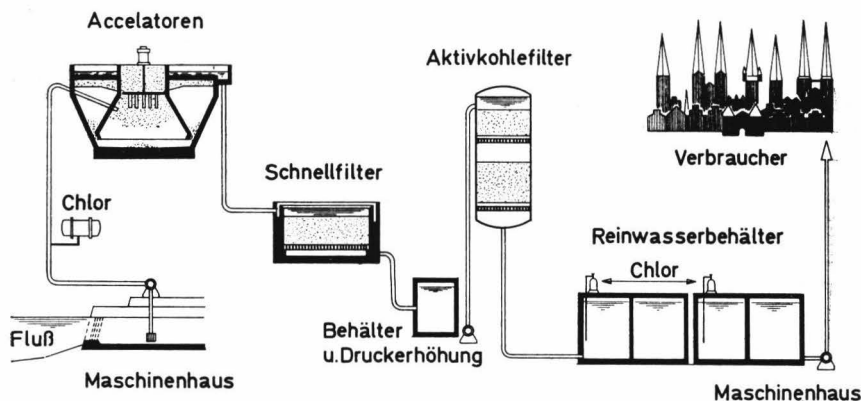 Accelatoren
Aktivkohlefilter
Verbraucher
Schnellfilter
Chlor
Reinwasserbehälter
Chlor
Fluß
Behälter
u.Druckerhöhung
Maschinenhaus
Maschinenhaus